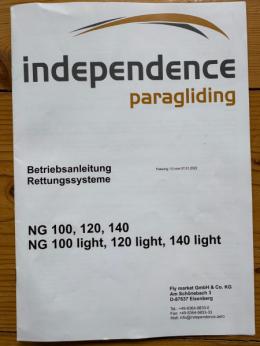 independence
paragliding
Betriebsanleitung
Rettungssysteme
NG 100, 120, 140
NG 100 light, 120 light, 140 light
Fly market GmbH & Co. KG
Am Schönebach 3
D-87637 Eisenberg